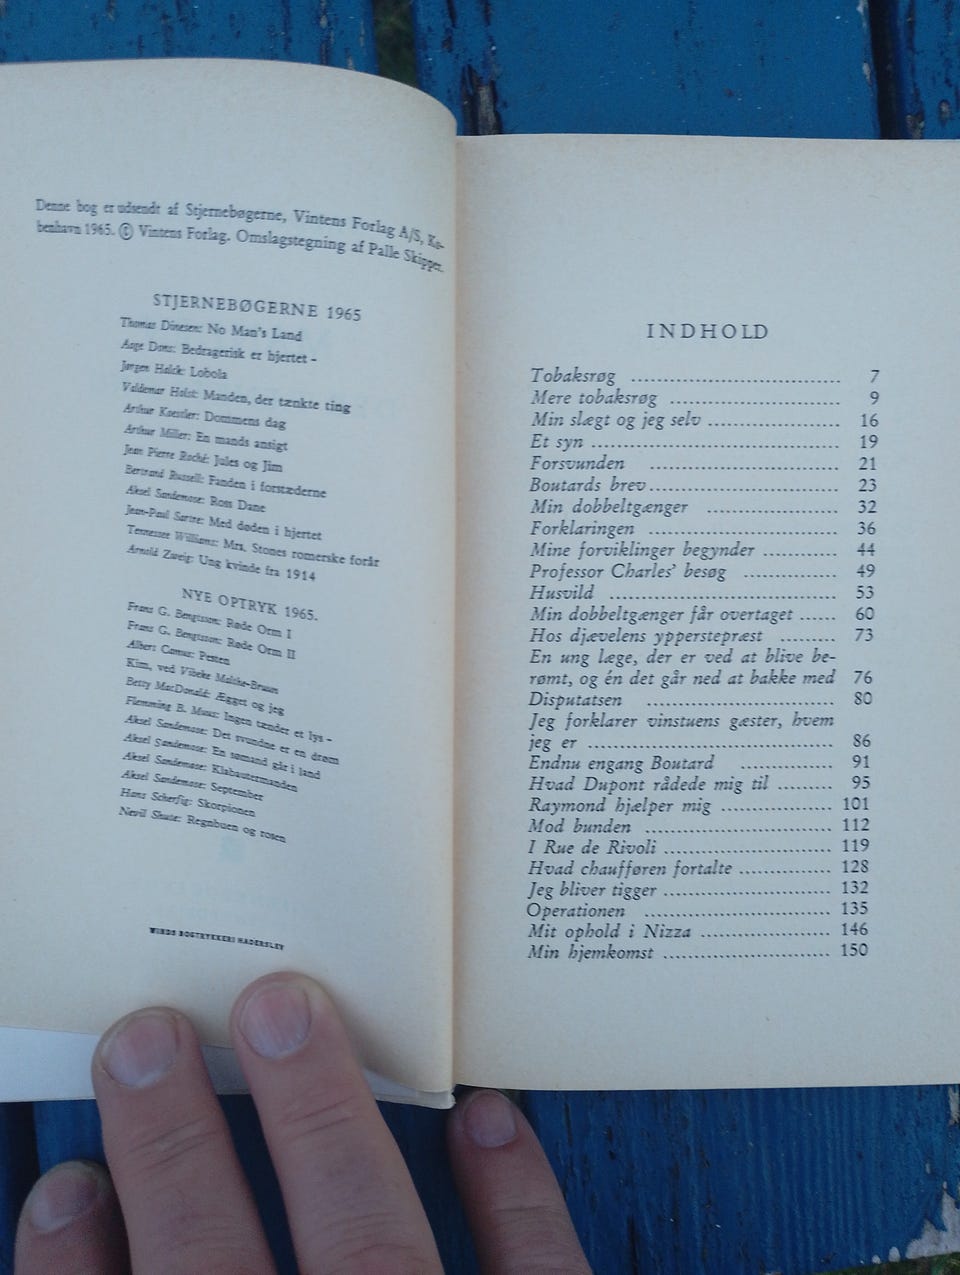 Denne bog er udsendt af Stjernebøgerne, Vintens Forlag A/S, Kø-
benhavn 1965. © Vintens Forlag. Omslagstegning af Palle Skipper.
STJERNEBØGERNE 1965
Thomas Dinesen: No Man's Land
Aage Dons: Bedragerisk er hjertet -
Jørgen Halck: Lobola
Valdemar Holst: Manden, der tænkte ting
Arthur Koestler: Dommens dag
Arthur Miller: En mands ansigt
Jean Pierre Roché: Jules og Jim
Bertrand Russell: Fanden i forstæderne
Aksel Sandemose: Ross Dane
Jean-Paul Sartre: Med døden i hjertet
Tennessee Williams: Mrs. Stones romerske forår
Arnold Zweig: Ung kvinde fra 1914
NYE OPTRYK 1965.
Frans G. Bengtsson: Røde Orm I
Frans G. Bengtsson: Røde Orm II
Albert Camus: Pesten
Kim, ved Vibeke Malthe-Bruun
Betty MacDonald: Ægget og jeg
Flemming B. Muus: Ingen tænder et lys -
Aksel Sandemose: Det svundne er en drøm
Aksel Sandemose: En sømand går i land
Aksel Sandemose: Klabautermanden
Aksel Sandemose: September
Hans Scherfig: Skorpionen
Nevil Shute: Regnbuen og rosen
WINDS BOGTRYKKERI HADERSLEV
INDHOLD
Tobaksrøg ........................... 7
Mere tobaksrøg ...................... 9
Min slægt og jeg selv ................. 16
Et syn ................................ 19
Forsvunden ......................... 21
Boutards brev ......................... 23
Min dobbeltgænger ................. 32
Forklaringen ......................... 36
Mine forviklinger begynder .......... 44
Professor Charles' besøg ............ 49
Husvild ................................ 53
Min dobbeltgænger får overtaget ...... 60
Hos djævelens ypperstepræst ........ 73
En ung læge, der er ved at blive be-
rømt, og én det går ned at bakke med 76
Disputatsen ......................... 80
Jeg forklarer vinstuens gæster, hvem
jeg er ................................ 86
Endnu engang Boutard ............ 91
Hvad Dupont rådede mig til ......... 95
Raymond hjælper mig .............. 101
Mod bunden ........................ 112
I Rue de Rivoli ...................... 119
Hvad chaufføren fortalte ............ 128
Jeg bliver tigger ...................... 132
Operationen ........................ 135
Mit ophold i Nizza ................. 146
Min hjemkomst ...................... 150